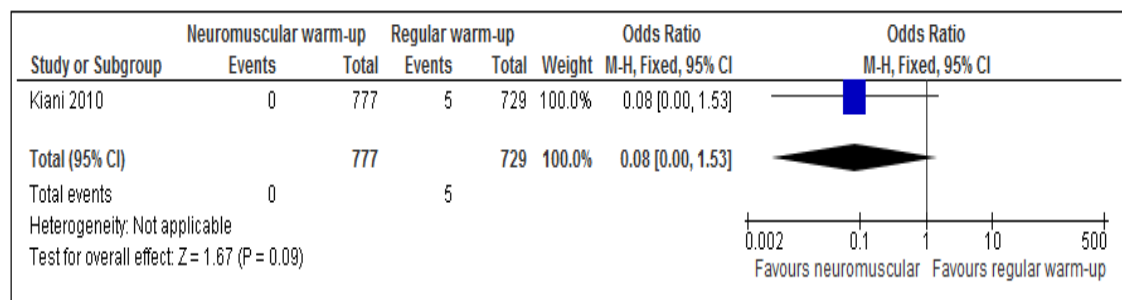 Neuromuscular warm-up Regular warm-up Odds Ratio Odds Ratio
Study or Subgroup Events Total Events Total Weight M-H, Fixed, 95% CI M-H, Fixed, 95% CI
Kiani 2010 0 777 5 729 100.0% 0.08 [0.00, 1.53]
Total (95% CI) 777 729 100.0% 0.08 [0.00, 1.53]
Total events 0 5
Heterogeneity: Not applicable
Test for overall effect: Z = 1.67 (P = 0.09)
0.002 0.1 1 10 500
Favours neuromuscular Favours regular warm-up